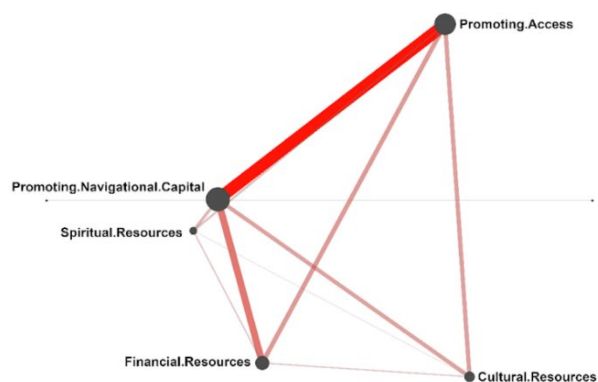 Promoting.Access
Promoting.Navigational.Capital
Spiritual.Resources
Financial.Resources
Cultural.Resources